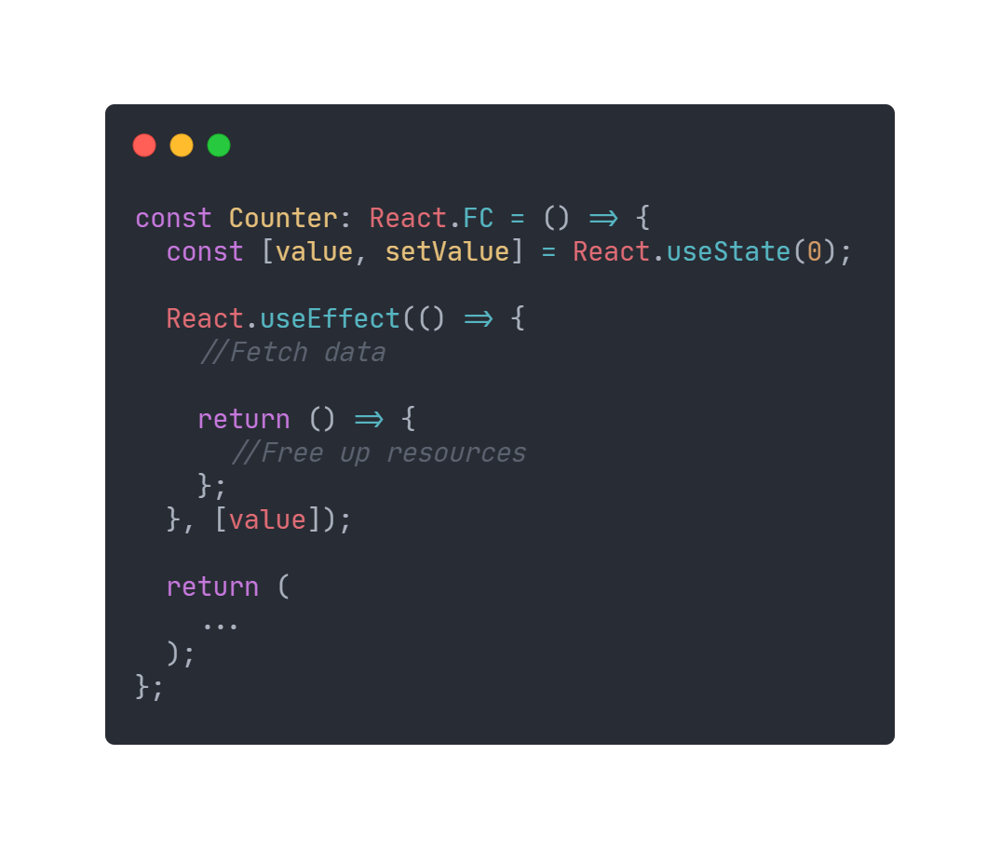 const Counter: React.FC = () => {
  const [value, setValue] = React.useState(0);

  React.useEffect(() => {
    //Fetch data

    return () => {
      //Free up resources
    };
  }, [value]);

  return (
    ...
  );
};